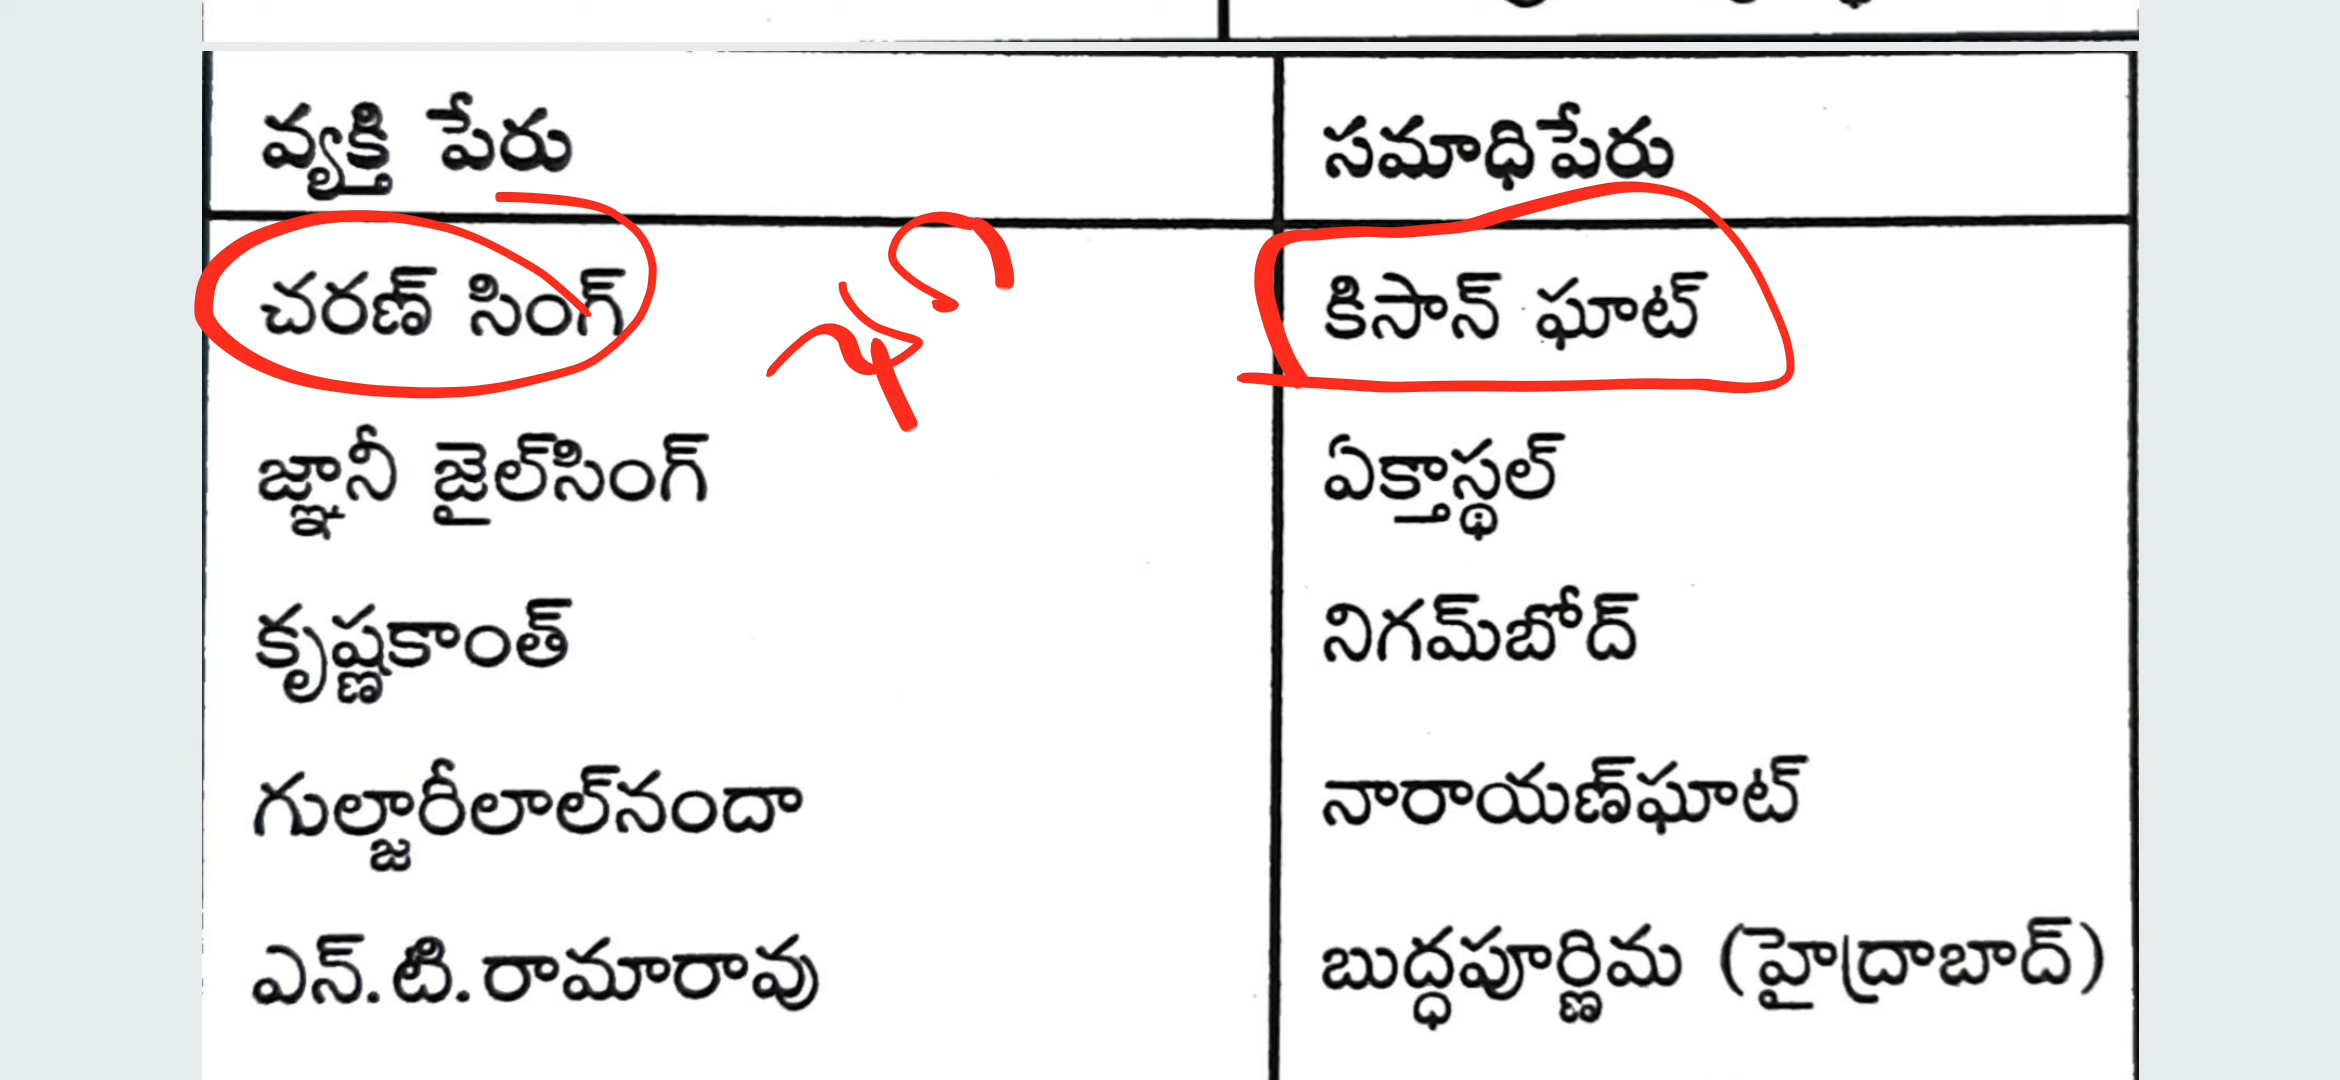 వ్యక్తి పేరు సమాధిపేరు
చరణ్ సింగ్ కిసాన్ ఘాట్
జ్ఞానీ జైల్‌సింగ్ ఏక్తాస్థల్
కృష్ణకాంత్ నిగమ్‌బోద్
గుల్జారీలాల్‌నందా నారాయణ్‌ఘాట్
ఎన్.టి.రామారావు బుద్ధపూర్ణిమ (హైద్రాబాద్)